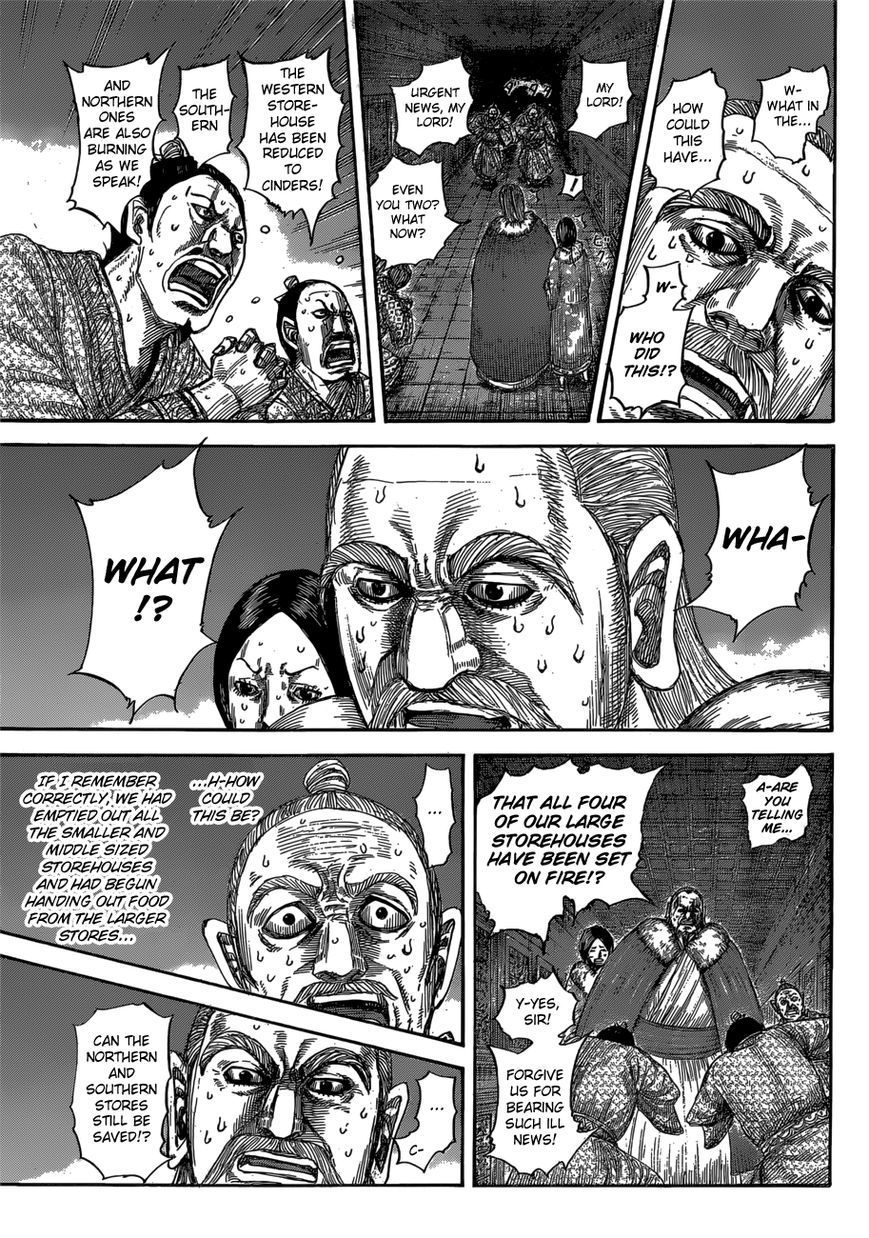 W-
WHAT IN
THE...
HOW
COULD
THIS
HAVE...
W-
WHO
DID
THIS!?
MY
LORD!
URGENT
NEWS, MY
LORD!
!
EVEN
YOU TWO?
WHAT
NOW?
THE
WESTERN
STORE-
HOUSE
HAS BEEN
REDUCED
TO
CINDERS!
THE
SOUTH-
ERN
AND
NORTHERN
ONES
ARE ALSO
BURNING
AS WE
SPEAK!
WHA-
WHAT
!?
A-ARE
YOU
TELLING
ME...
THAT ALL FOUR
OF OUR LARGE
STOREHOUSES
HAVE BEEN SET
ON FIRE!?
Y-YES,
SIR!
FORGIVE
US FOR
BEARING
SUCH ILL
NEWS!
...
...H-HOW
COULD
THIS BE?
IF I REMEMBER
CORRECTLY, WE HAD
EMPTIED OUT ALL
THE SMALLER AND
MIDDLE SIZED
STOREHOUSES
AND HAD BEGUN
HANDING OUT FOOD
FROM THE LARGER
STORES...
...
C-
CAN THE
NORTHERN
AND
SOUTHERN
STORES
STILL BE
SAVED!?